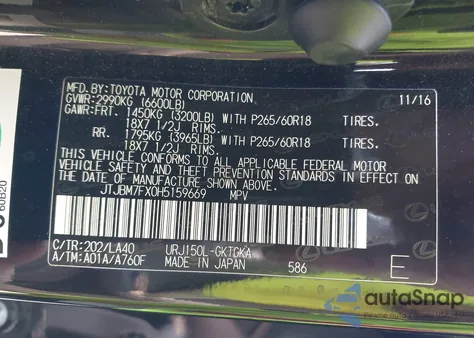 MFD. BY: TOYOTA MOTOR CORPORATION 11/16
GVWR: 2990KG (6600LB)
GAWR: FRT. 1450KG (3200LB) WITH P265/60R18 TIRES.
18X7 1/2J RIMS.
RR. 1795KG (3965LB) WITH P265/60R18 TIRES.
18X7 1/2J RIMS.
THIS VEHICLE CONFORMS TO ALL APPLICABLE FEDERAL MOTOR
VEHICLE SAFETY AND THEFT PREVENTION STANDARDS IN EFFECT ON
THE DATE OF MANUFACTURE SHOWN ABOVE.
JTJBM7FX0H5159669 MPV
C/TR: 202/LA40 URJ150L-GKTGKA
A/TM: A01A/A760F MADE IN JAPAN 586 E
60B20
autoSnap